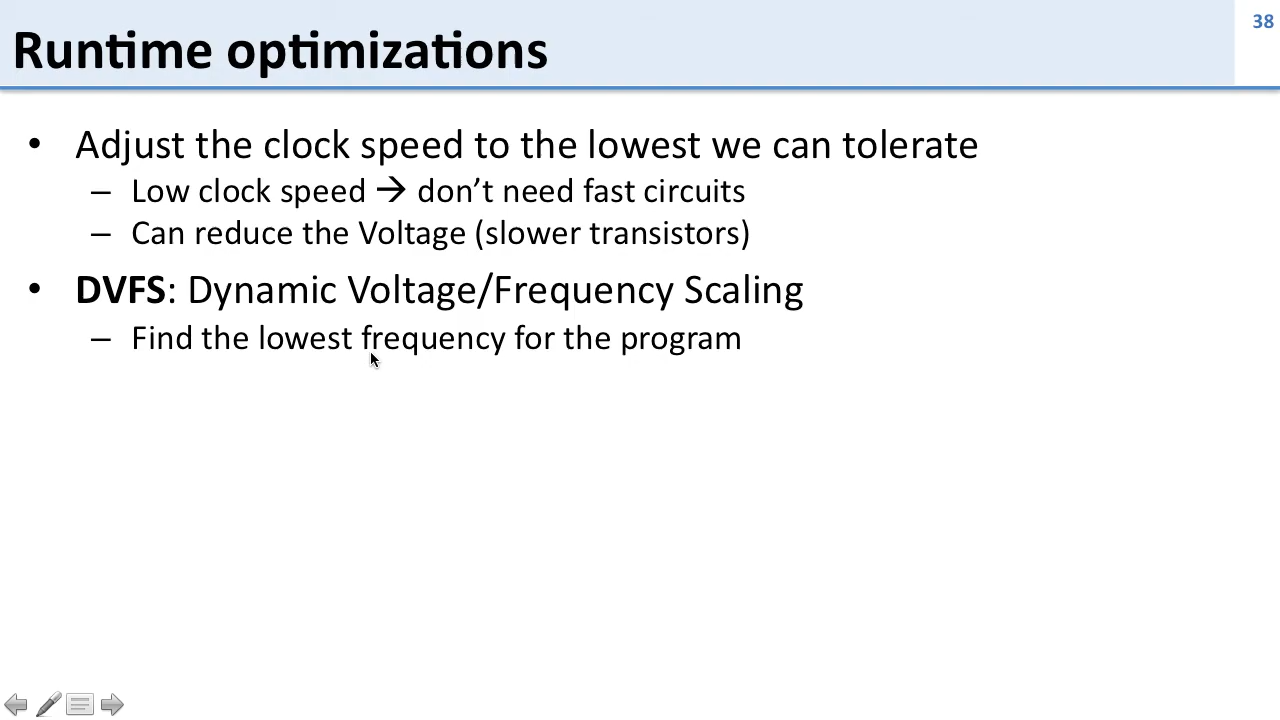 38
Runtime optimizations
• Adjust the clock speed to the lowest we can tolerate
– Low clock speed → don’t need fast circuits
– Can reduce the Voltage (slower transistors)
• DVFS: Dynamic Voltage/Frequency Scaling
– Find the lowest frequency for the program